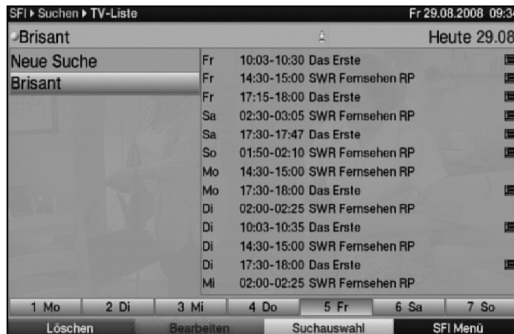 SFI▸Suchen▸TV-Liste Fr 29.08.2008 09:34
Brisant Heute 29.08
Neue Suche
Brisant
Fr 10:03-10:30 Das Erste
Fr 14:30-15:00 SWR Fernsehen RP
Fr 17:15-18:00 Das Erste
Sa 02:30-03:05 SWR Fernsehen RP
Sa 17:30-17:47 Das Erste
So 01:50-02:10 SWR Fernsehen RP
Mo 14:30-15:00 SWR Fernsehen RP
Mo 17:30-18:00 Das Erste
Di 02:00-02:25 SWR Fernsehen RP
Di 10:03-10:35 Das Erste
Di 14:30-15:00 SWR Fernsehen RP
Di 17:30-18:00 Das Erste
Mi 02:00-02:25 SWR Fernsehen RP
1 Mo 2 Di 3 Mi 4 Do 5 Fr 6 Sa 7 So
Löschen Bearbeiten Suchauswahl SFI Menü